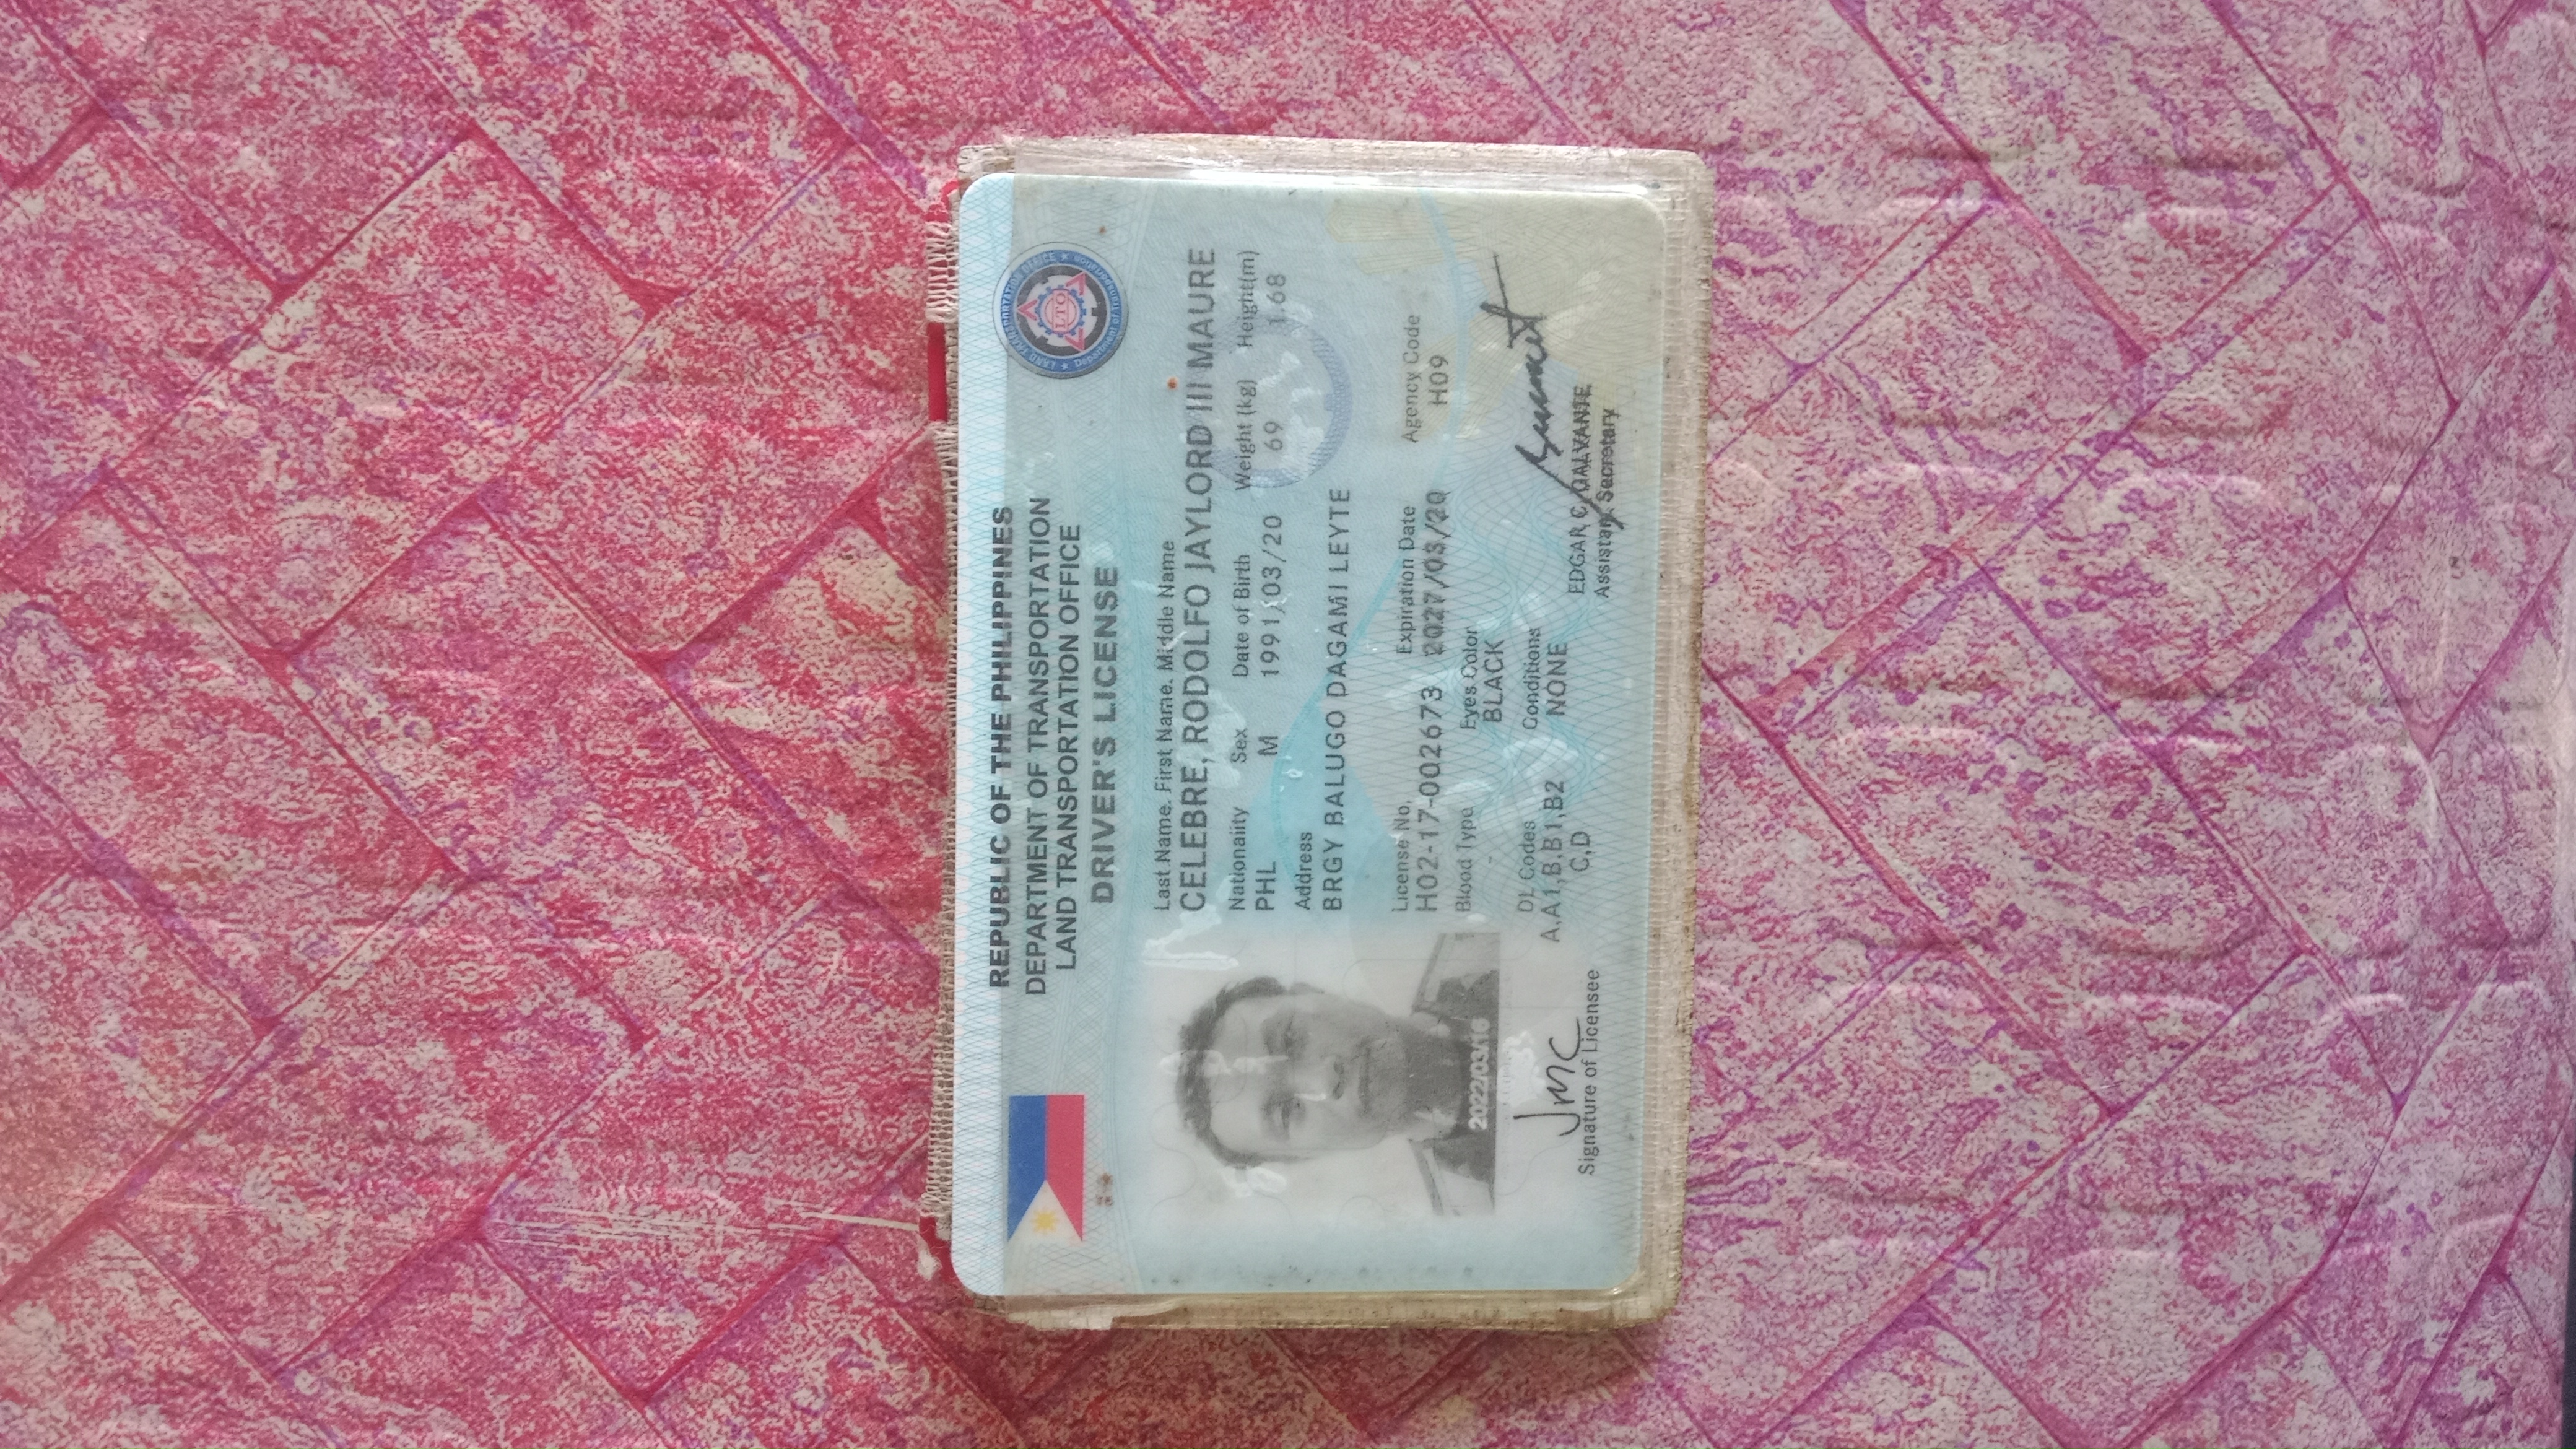 REPUBLIC OF THE PHILIPPINES
DEPARTMENT OF TRANSPORTATION
LAND TRANSPORTATION OFFICE
DRIVER'S LICENSE
LTO
Last Name. First Name. Middle Name
CELEBRE, RODOLFO JAYLORD III MAURE
Nationality Sex Date of Birth Weight (kg) Height(m)
PHL M 1991/03/20 69 1.68
Address
BRGY BALUGO DAGAMI LEYTE
License No. Expiration Date Agency Code
H02-17-002673 2027/03/20 H09
Blood Type Eyes Color
- BLACK
DL Codes Conditions
A,A1,B,B1,B2 NONE
C,D
2022/03/16
JMC
Signature of Licensee
EDGAR C. GALVANTE
Assistant Secretary